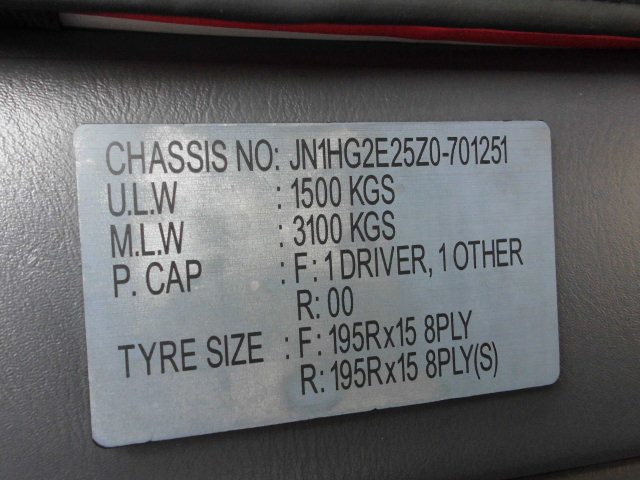 CHASSIS NO: JN1HG2E25Z0-701251
U.L.W : 1500 KGS
M.L.W : 3100 KGS
P. CAP : F: 1 DRIVER, 1 OTHER
R: 00
TYRE SIZE : F: 195Rx15 8PLY
R: 195Rx15 8PLY(S)